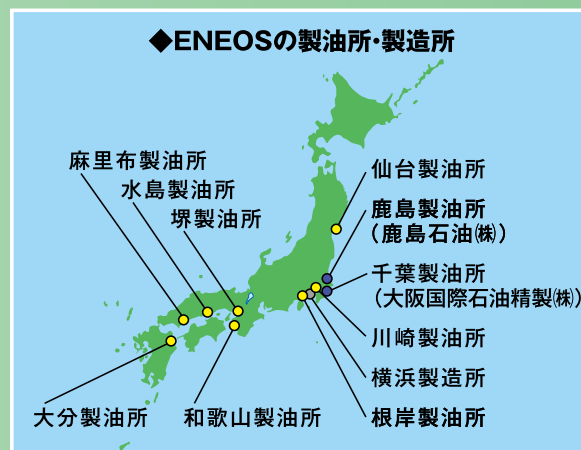 ◆ENEOSの製油所・製造所
麻里布製油所
水島製油所
堺製油所
仙台製油所
鹿島製油所
(鹿島石油㈱)
千葉製油所
(大阪国際石油精製㈱)
川崎製油所
横浜製造所
根岸製油所
大分製油所
和歌山製油所